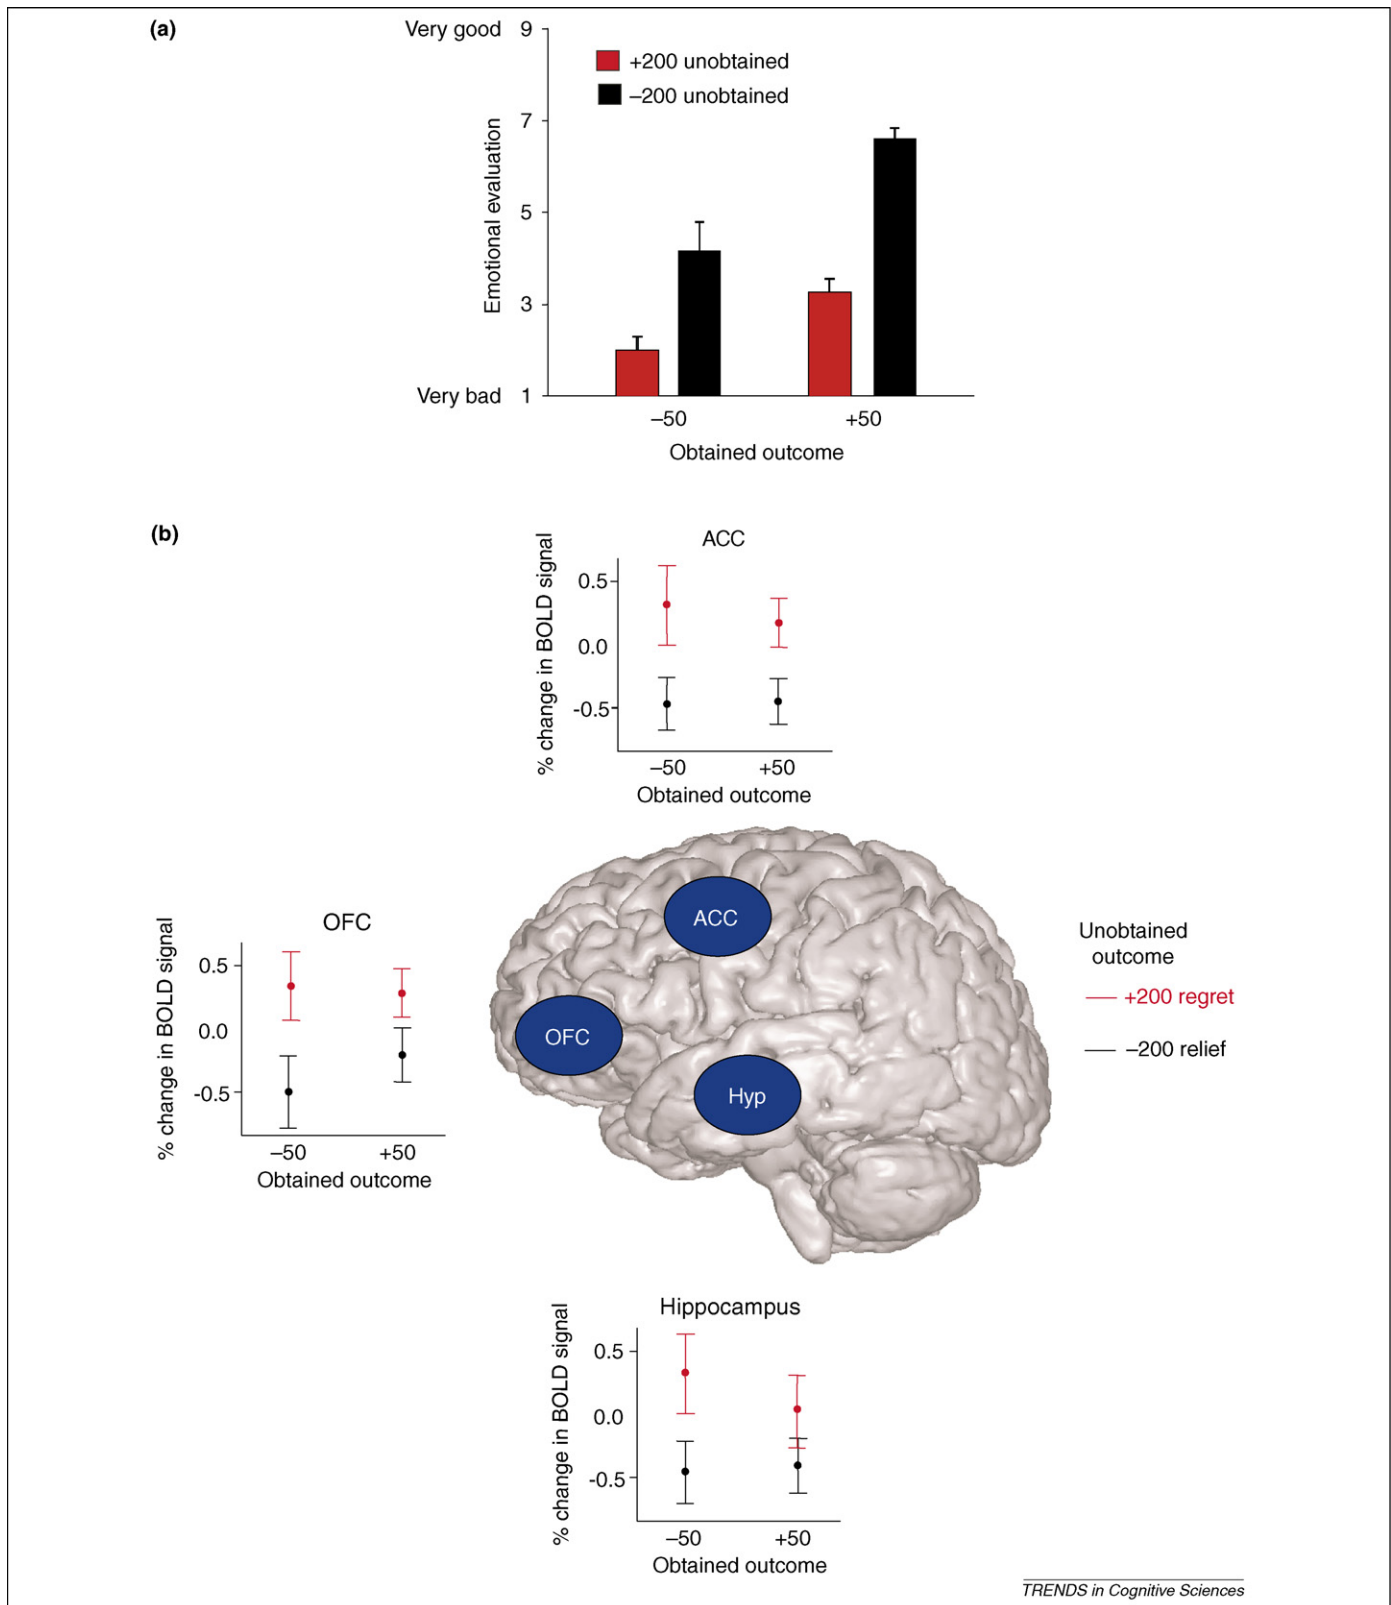 (a)
Very good 9
+200 unobtained
–200 unobtained
7
Emotional evaluation
5
3
Very bad 1
–50
+50
Obtained outcome
(b)
ACC
% change in BOLD signal
0.5
0.0
-0.5
–50
+50
Obtained outcome
OFC
% change in BOLD signal
0.5
0.0
-0.5
–50
+50
Obtained outcome
ACC
OFC
Hyp
Unobtained
outcome
+200 regret
–200 relief
Hippocampus
% change in BOLD signal
0.5
0.0
-0.5
–50
+50
Obtained outcome
TRENDS in Cognitive Sciences